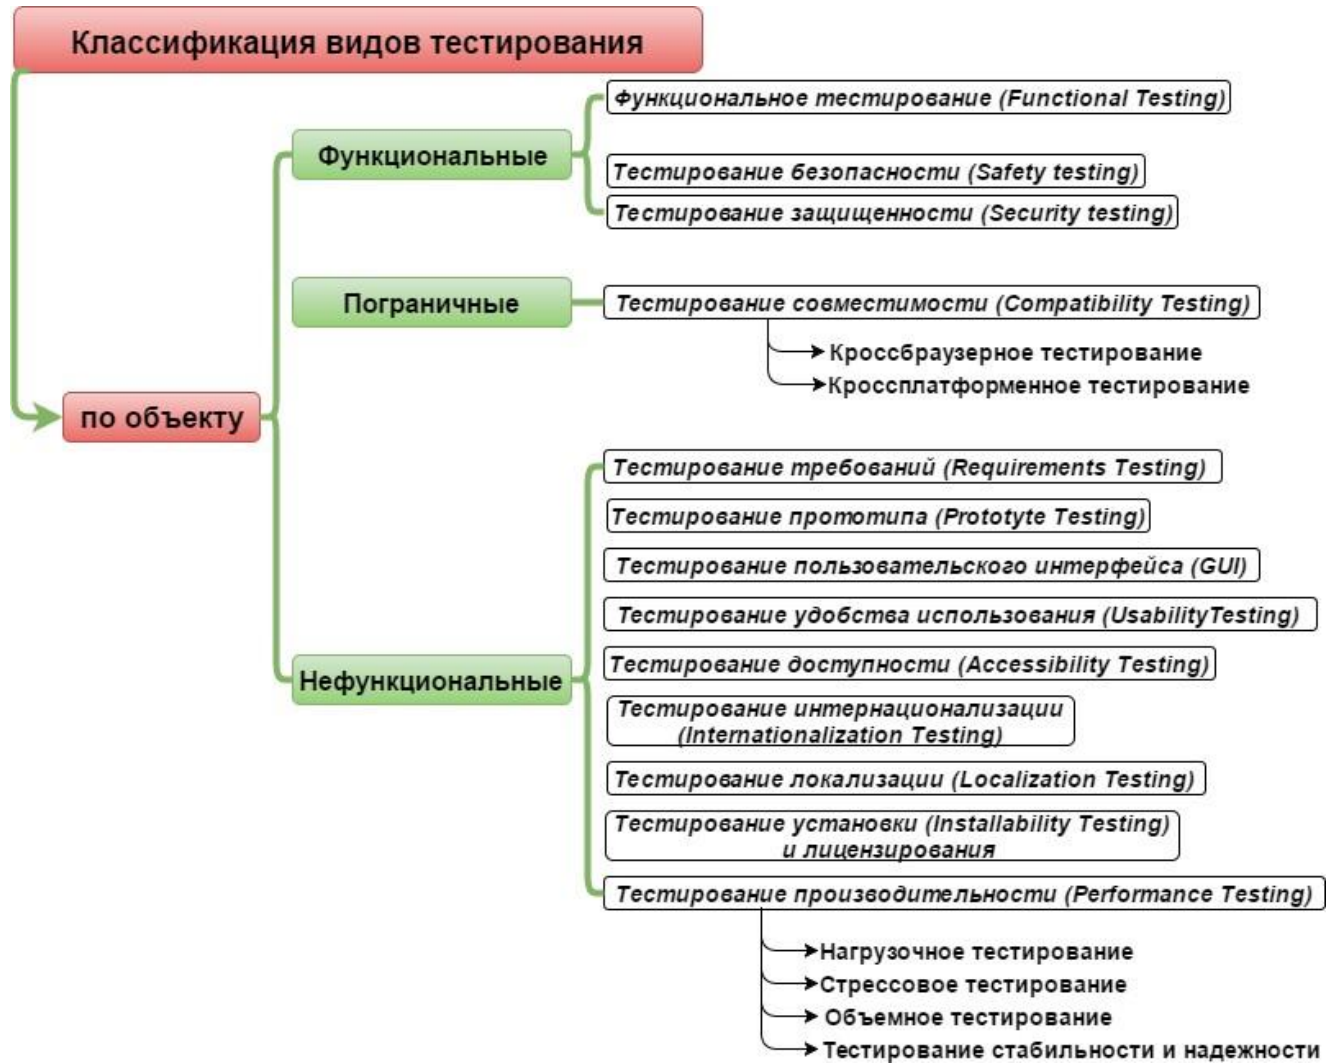 Классификация видов тестирования
Функциональное тестирование (Functional Testing)
Функциональные
Тестирование безопасности (Safety testing)
Тестирование защищенности (Security testing)
Пограничные
Тестирование совместимости (Compatibility Testing)
Кроссбраузерное тестирование
Кроссплатформенное тестирование
по объекту
Тестирование требований (Requirements Testing)
Тестирование прототипа (Prototyte Testing)
Тестирование пользовательского интерфейса (GUI)
Тестирование удобства использования (UsabilityTesting)
Тестирование доступности (Accessibility Testing)
Нефункциональные
Тестирование интернационализации
(Internationalization Testing)
Тестирование локализации (Localization Testing)
Тестирование установки (Installability Testing)
и лицензирования
Тестирование производительности (Performance Testing)
Нагрузочное тестирование
Стрессовое тестирование
Объемное тестирование
Тестирование стабильности и надежности